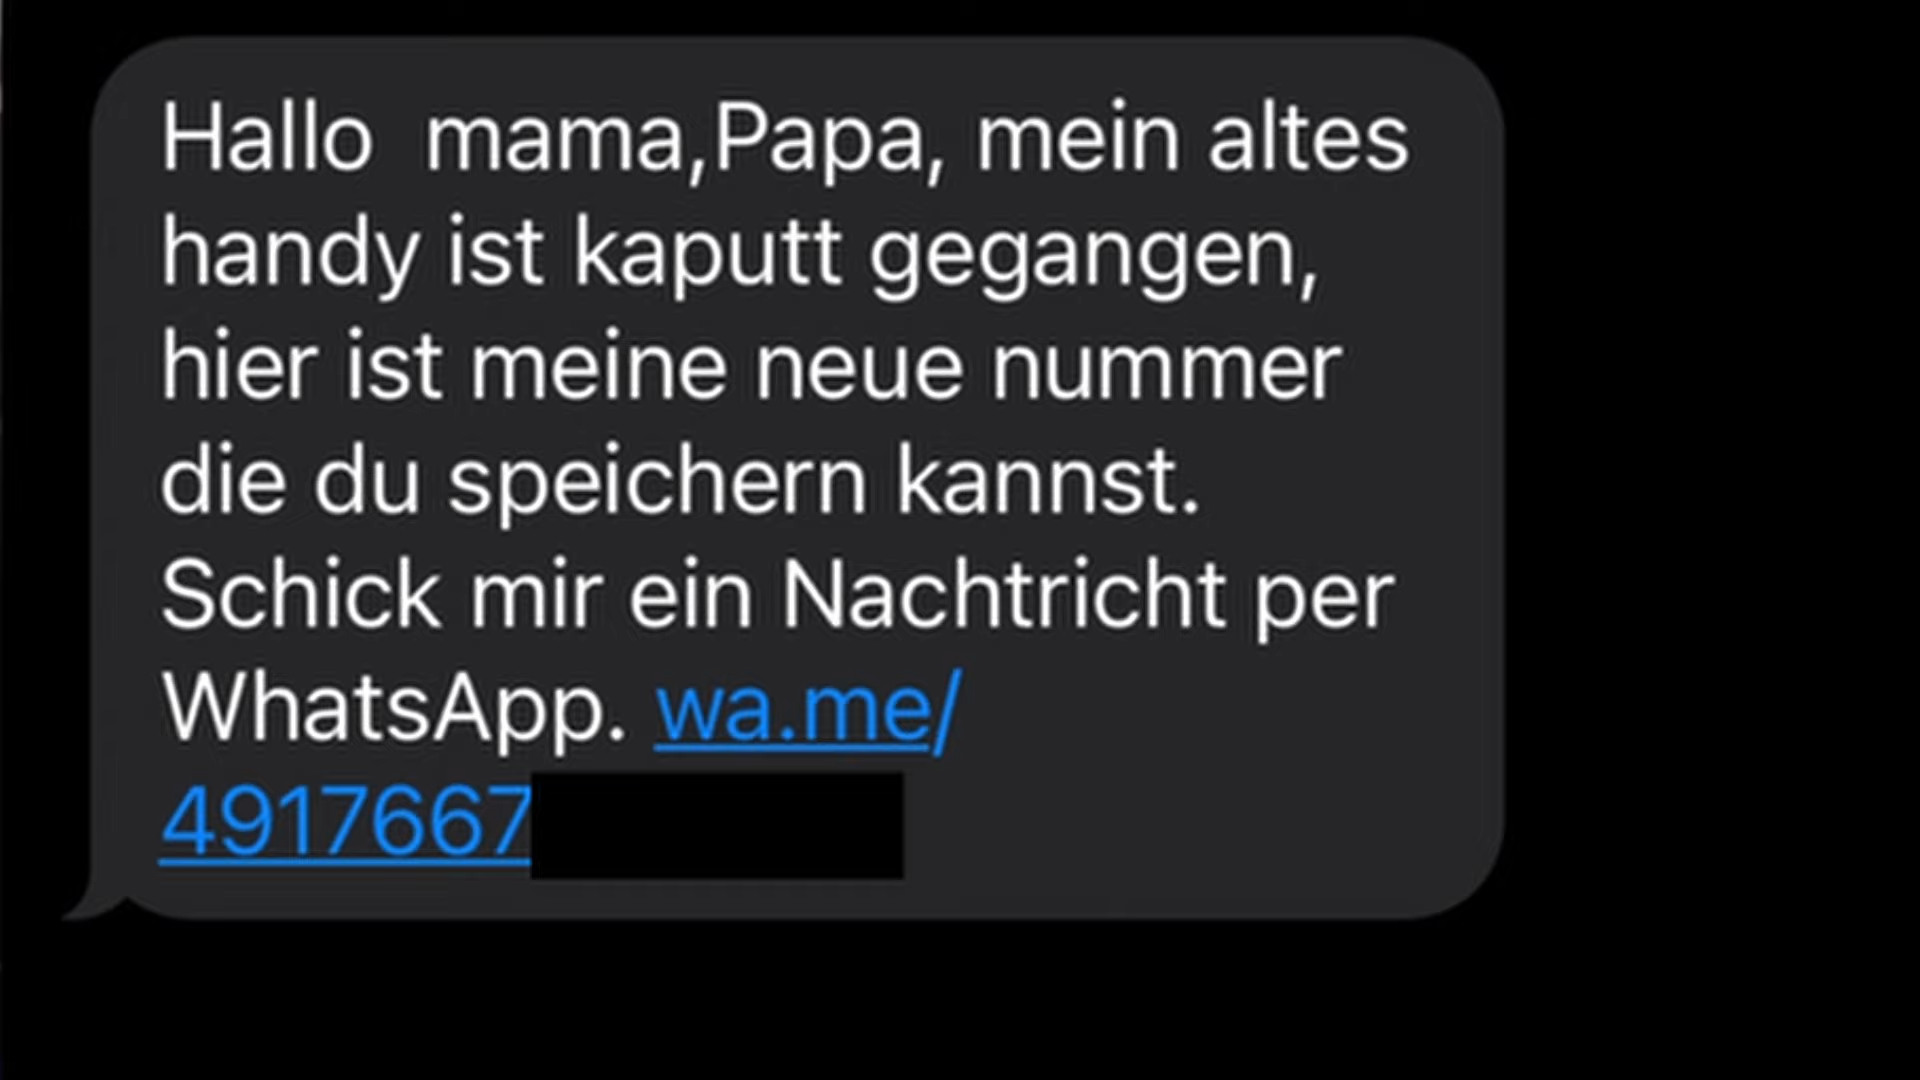 Hallo  mama,Papa, mein altes
handy ist kaputt gegangen,
hier ist meine neue nummer
die du speichern kannst.
Schick mir ein Nachtricht per
WhatsApp. wa.me/
4917667